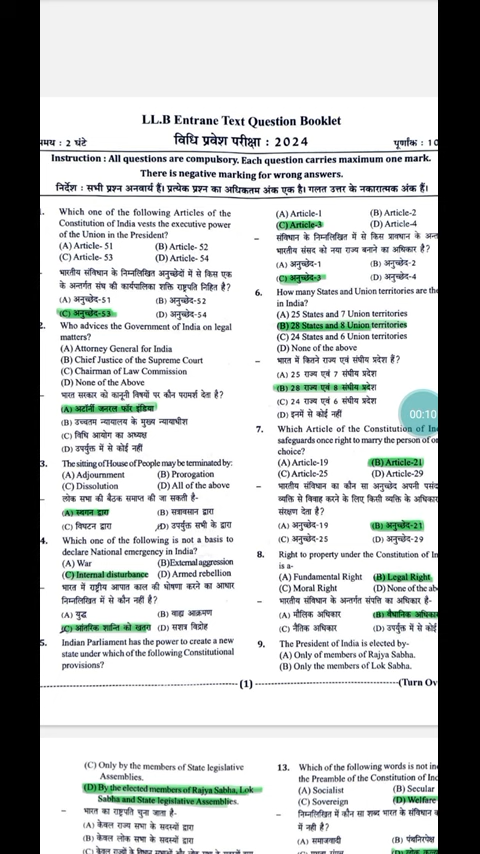 LL.B Entrane Text Question Booklet
मय : 2 घंटे
विधि प्रवेश परीक्षा : 2024
पूर्णांक : 10
Instruction : All questions are compulsory. Each question carries maximum one mark.
There is negative marking for wrong answers.
निर्देश : सभी प्रश्न अनवार्य हैं। प्रत्येक प्रश्न का अधिकतम अंक एक है। गलत उत्तर के नकारात्मक अंक हैं।
Which one of the following Articles of the
Constitution of India vests the executive power
of the Union in the President?
(A) Article- 51 (B) Article- 52
(C) Article- 53 (D) Article- 54
– भारतीय संविधान के निम्नलिखित अनुच्छेदों में से किस एक
के अन्तर्गत संघ की कार्यपालिका शक्ति राष्ट्रपति निहित है?
(A) अनुच्छेद-51 (B) अनुच्छेद-52
(C) अनुच्छेद-53 (D) अनुच्छेद-54
2. Who advices the Government of India on legal
matters?
(A) Attorney General for India
(B) Chief Justice of the Supreme Court
(C) Chairman of Law Commission
(D) None of the Above
– भारत सरकार को कानूनी विषयों पर कौन परामर्श देता है?
(A) अटॉर्नी जनरल फॉर इंडिया
(B) उच्चतम न्यायालय के मुख्य न्यायाधीश
(C) विधि आयोग का अध्यक्ष
(D) उपर्युक्त में से कोई नहीं
3. The sitting of House of People may be terminated by:
(A) Adjournment (B) Prorogation
(C) Dissolution (D) All of the above
– लोक सभा की बैठक समाप्त की जा सकती है-
(A) स्थगन द्वारा (B) सत्रावसान द्वारा
(C) विघटन द्वारा (D) उपर्युक्त सभी के द्वारा
4. Which one of the following is not a basis to
declare National emergency in India?
(A) War (B)External aggression
(C) Internal disturbance (D) Armed rebellion
– भारत में राष्ट्रीय आपात काल की घोषणा करने का आधार
निम्नलिखित में से कौन नहीं है?
(A) युद्ध (B) वाह्य आक्रमण
(C) आंतरिक शान्ति को खतरा (D) सशत्र विद्रोह
5. Indian Parliament has the power to create a new
state under which of the following Constitutional
provisions?
(A) Article-1 (B) Article-2
(C) Article-3 (D) Article-4
– संविधान के निम्नलिखित में से किस प्रावधान के अन्त
भारतीय संसद को नया राज्य बनाने का अधिकार है?
(A) अनुच्छेद-1 (B) अनुच्छेद-2
(C) अनुच्छेद-3 (D) अनुच्छेद-4
6. How many States and Union territories are the
in India?
(A) 25 States and 7 Union territories
(B) 28 States and 8 Union territories
(C) 24 States and 6 Union territories
(D) None of the above
– भारत में कितने राज्य एवं संघीय प्रदेश हैं?
(A) 25 राज्य एवं 7 संघीय प्रदेश
(B) 28 राज्य एवं 8 संघीय प्रदेश
(C) 24 राज्य एवं 6 संघीय प्रदेश
(D) इनमें से कोई नहीं
00:10
7. Which Article of the Constitution of In
safeguards once right to marry the person of o
choice?
(A) Article-19 (B) Article-21
(C) Article-25 (D) Article-29
– भारतीय संविधान का कौन सा अनुच्छेद अपनी पसंद
व्यक्ति से विवाह करने के लिए किसी व्यक्ति के अधिकार
संरक्षण देता है?
(A) अनुच्छेद-19 (B) अनुच्छेद-21
(C) अनुच्छेद-25 (D) अनुच्छेद-29
8. Right to property under the Constitution of In
is a-
(A) Fundamental Right (B) Legal Right
(C) Moral Right (D) None of the ab
– भारतीय संविधान के अन्तर्गत संपत्ति का अधिकार है-
(A) मौलिक अधिकार (B) वैधानिक अधिकार
(C) नैतिक अधिकार (D) उपर्युक्त में से कोई
9. The President of India is elected by-
(A) Only of members of Rajya Sabha.
(B) Only the members of Lok Sabha.
(1)
(Turn Ov
(C) Only by the members of State legislative
Assemblies.
(D) By the elected members of Rajya Sabha, Lok
Sabha and State legislative Assemblies.
– भारत का राष्ट्रपति चुना जाता है-
(A) केवल राज्य सभा के सदस्यों द्वारा
(B) केवल लोक सभा के सदस्यों द्वारा
13. Which of the following words is not in
the Preamble of the Constitution of Ind
(A) Socialist (B) Secular
(C) Sovereign (D) Welfare
– निम्नलिखित में कौन सा शब्द भारत के संविधान क
में नही है?
(A) समाजवादी (B) पंथनिरपेक्ष